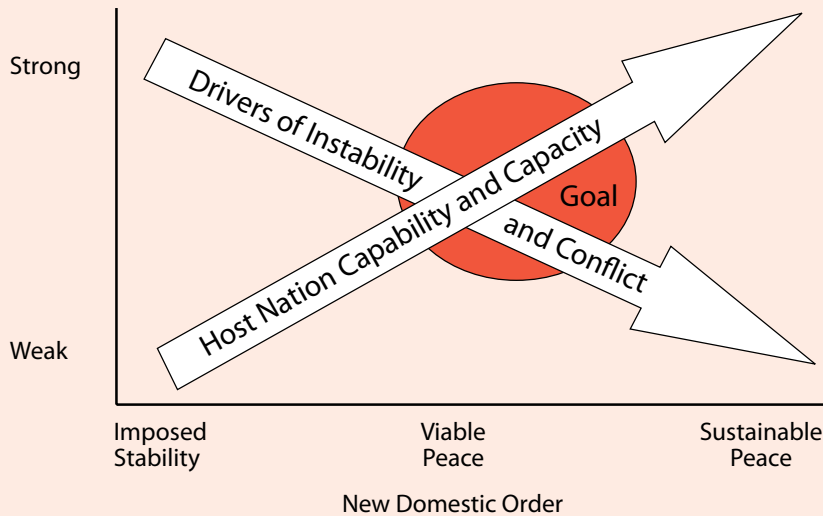 Strong
Drivers of Instability
and Conflict
Host Nation Capability and Capacity
Goal
Weak
Imposed
Stability
Viable
Peace
Sustainable
Peace
New Domestic Order